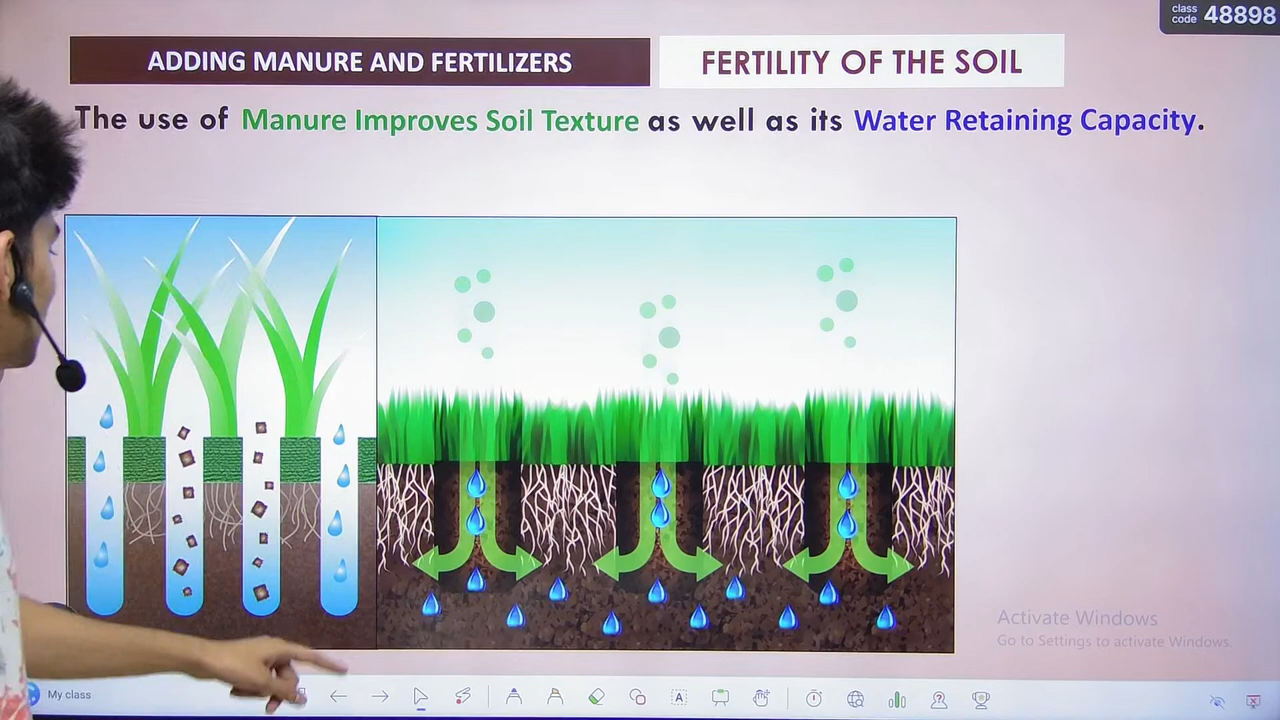 class code 48898
ADDING MANURE AND FERTILIZERS
FERTILITY OF THE SOIL
The use of Manure Improves Soil Texture as well as its Water Retaining Capacity.
Activate Windows
Go to Settings to activate Windows.
My class
A